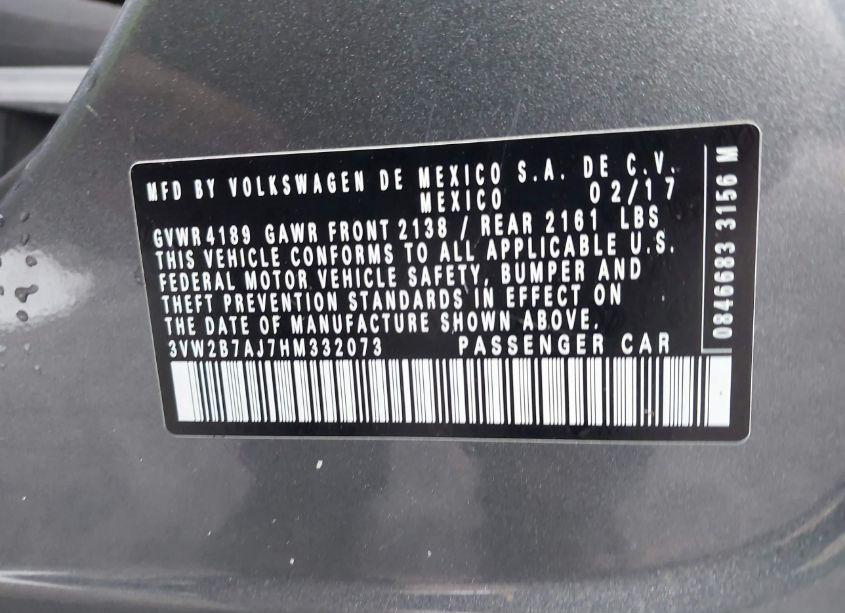 MFD BY VOLKSWAGEN DE MEXICO S.A. DE C.V.
MEXICO 02/17
GVWR 4189 GAWR FRONT 2138 / REAR 2161 LBS
THIS VEHICLE CONFORMS TO ALL APPLICABLE U.S.
FEDERAL MOTOR VEHICLE SAFETY, BUMPER AND
THEFT PREVENTION STANDARDS IN EFFECT ON
THE DATE OF MANUFACTURE SHOWN ABOVE.
3VW2B7AJ7HM332073 PASSENGER CAR
0846683 3156 M